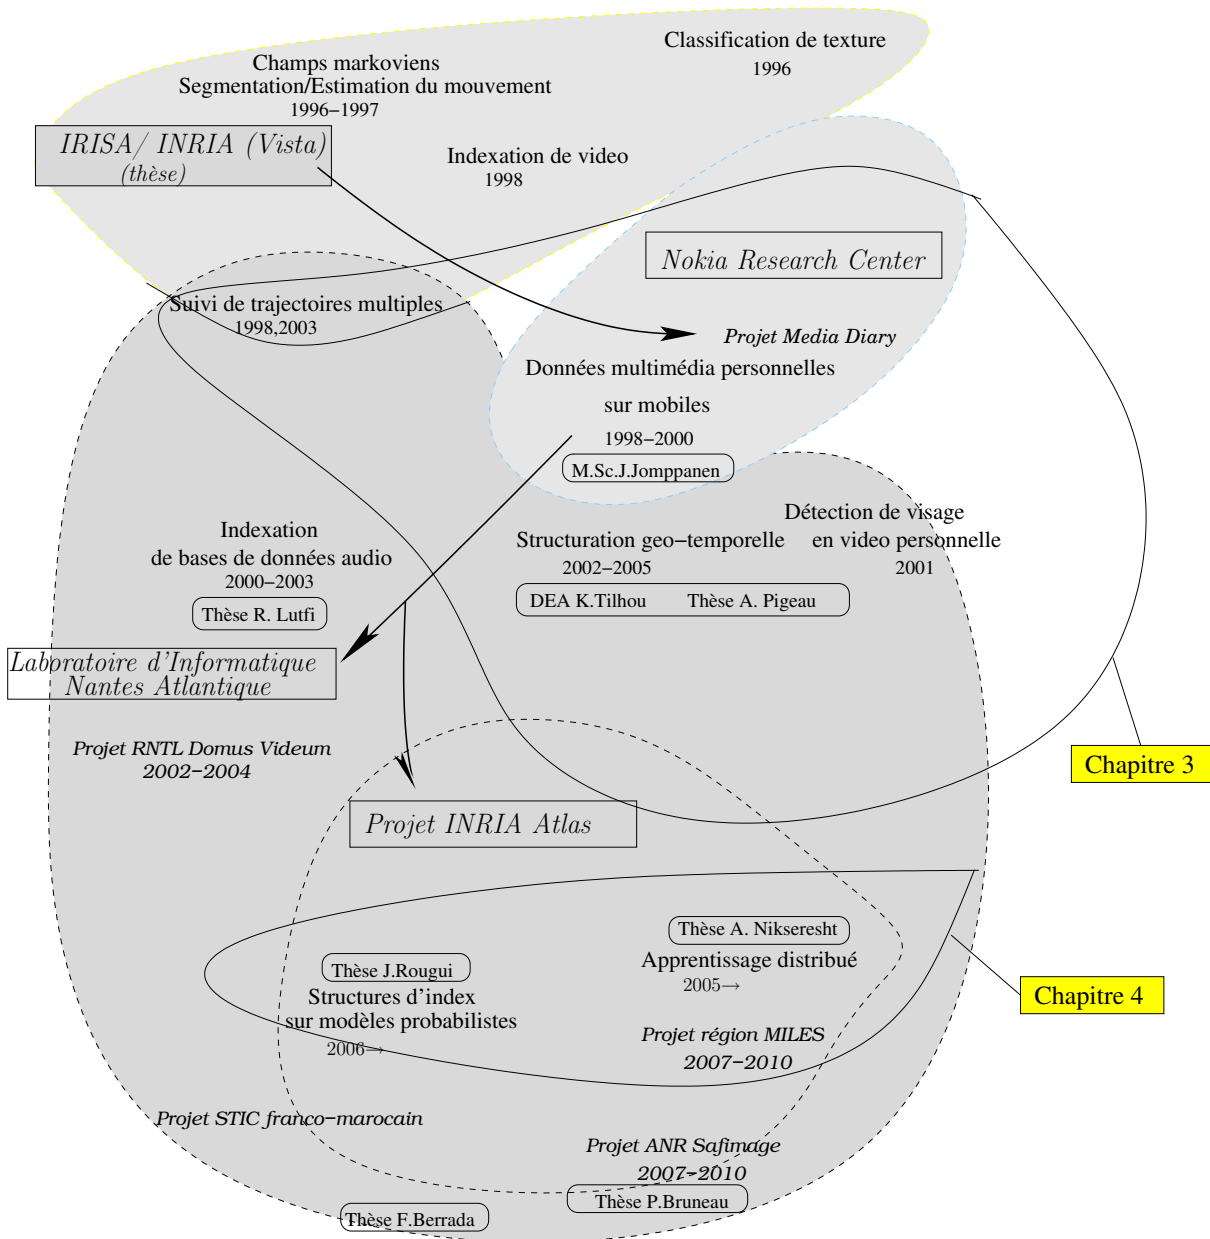 Classification de texture
1996
Champs markoviens
Segmentation/Estimation du mouvement
1996−1997
IRISA/ INRIA (Vista)
(thèse)
Indexation de video
1998
Nokia Research Center
Suivi de trajectoires multiples
1998,2003
Projet Media Diary
Données multimédia personnelles
sur mobiles
1998−2000
M.Sc.J.Jomppanen
Détection de visage
en video personnelle
2001
Indexation
de bases de données audio
2000−2003
Thèse R. Lutfi
Structuration geo−temporelle
2002−2005
DEA K.Tilhou Thèse A. Pigeau
Laboratoire d'Informatique
Nantes Atlantique
Projet RNTL Domus Videum
2002−2004
Chapitre 3
Projet INRIA Atlas
Thèse A. Nikseresht
Apprentissage distribué
2005→
Thèse J.Rougui
Structures d'index
sur modèles probabilistes
2006→
Chapitre 4
Projet région MILES
2007−2010
Projet STIC franco−marocain
Projet ANR Safimage
2007−2010
Thèse P.Bruneau
Thèse F.Berrada